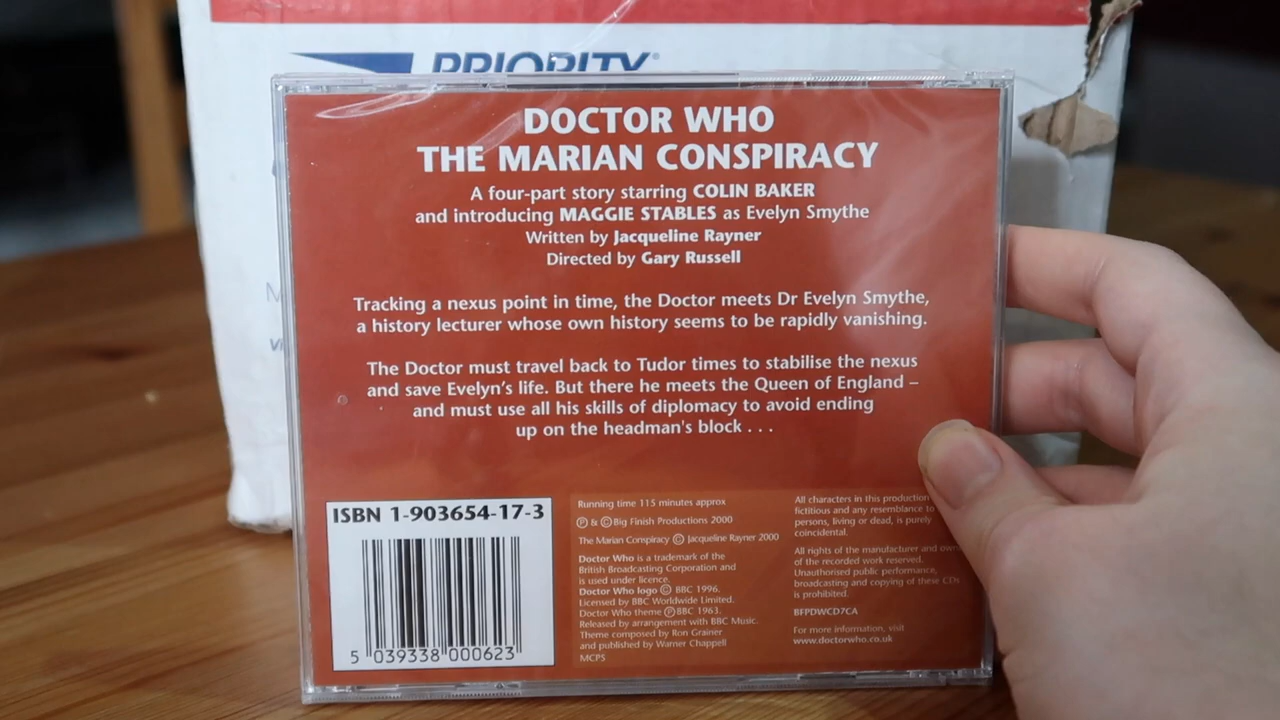 PRIORITY®
DOCTOR WHO
THE MARIAN CONSPIRACY
A four-part story starring COLIN BAKER
and introducing MAGGIE STABLES as Evelyn Smythe
Written by Jacqueline Rayner
Directed by Gary Russell
Tracking a nexus point in time, the Doctor meets Dr Evelyn Smythe,
a history lecturer whose own history seems to be rapidly vanishing.
The Doctor must travel back to Tudor times to stabilise the nexus
and save Evelyn's life. But there he meets the Queen of England –
and must use all his skills of diplomacy to avoid ending
up on the headman's block . . .
ISBN 1-903654-17-3
5 039338 000623
Running time 115 minutes approx
Ⓟ & © Big Finish Productions 2000
The Marian Conspiracy © Jacqueline Rayner 2000
Doctor Who is a trademark of the
British Broadcasting Corporation and
is used under licence.
Doctor Who logo © BBC 1996.
Licensed by BBC Worldwide Limited.
Doctor Who theme Ⓟ BBC 1963.
Released by arrangement with BBC Music.
Theme composed by Ron Grainer
and published by Warner Chappell
MCPS
All characters in this production
fictitious and any resemblance to
persons, living or dead, is purely
coincidental.
All rights of the manufacturer and
of the recorded work reserved.
Unauthorised public performance,
broadcasting and copying of these CDs
is prohibited.
BFPDWCD7CA
For more information, visit
www.doctorwho.co.uk